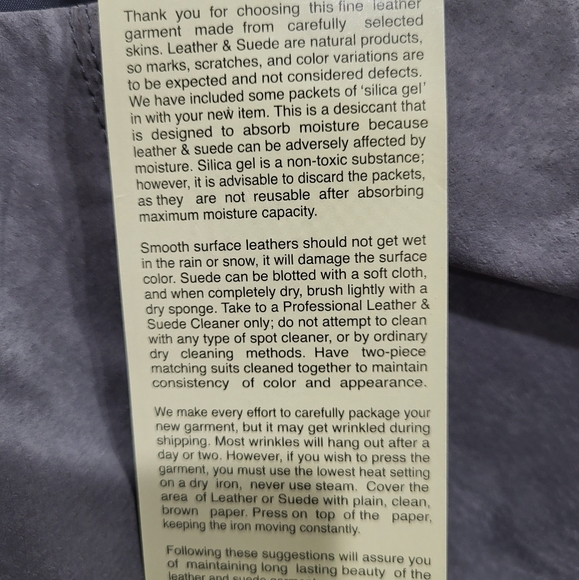 Thank you for choosing this fine leather
garment made from carefully selected
skins. Leather & Suede are natural products,
so marks, scratches, and color variations are
to be expected and not considered defects.
We have included some packets of 'silica gel'
in with your new item. This is a desiccant that
is designed to absorb moisture because
leather & suede can be adversely affected by
moisture. Silica gel is a non-toxic substance;
however, it is advisable to discard the packets,
as they are not reusable after absorbing
maximum moisture capacity.
Smooth surface leathers should not get wet
in the rain or snow, it will damage the surface
color. Suede can be blotted with a soft cloth,
and when completely dry, brush lightly with a
dry sponge. Take to a Professional Leather &
Suede Cleaner only; do not attempt to clean
with any type of spot cleaner, or by ordinary
dry cleaning methods. Have two-piece
matching suits cleaned together to maintain
consistency of color and appearance.
We make every effort to carefully package your
new garment, but it may get wrinkled during
shipping. Most wrinkles will hang out after a
day or two. However, if you wish to press the
garment, you must use the lowest heat setting
on a dry iron, never use steam. Cover the
area of Leather or Suede with plain, clean,
brown paper. Press on top of the paper,
keeping the iron moving constantly.
Following these suggestions will assure you
of maintaining long lasting beauty of the
leather and suede